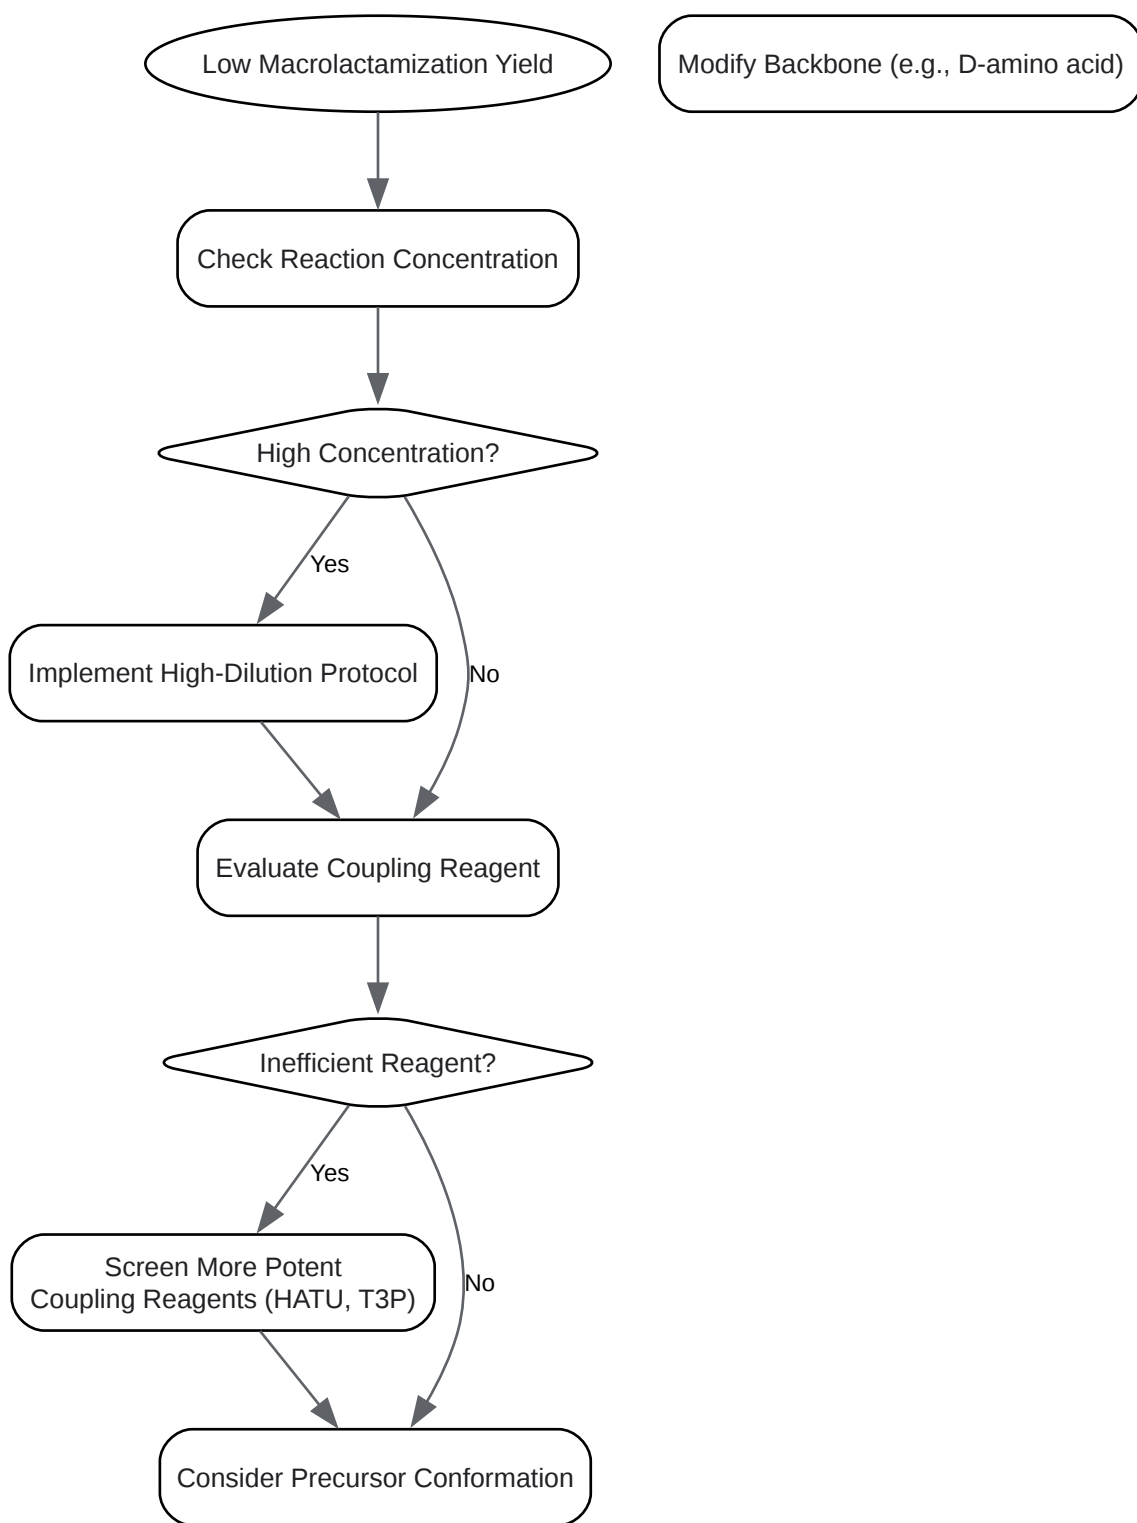 Low Macrolactamization Yield
Modify Backbone (e.g., D-amino acid)
Check Reaction Concentration
High Concentration?
Yes
Implement High-Dilution Protocol
No
Evaluate Coupling Reagent
Inefficient Reagent?
Yes
Screen More Potent
Coupling Reagents (HATU, T3P)
No
Consider Precursor Conformation